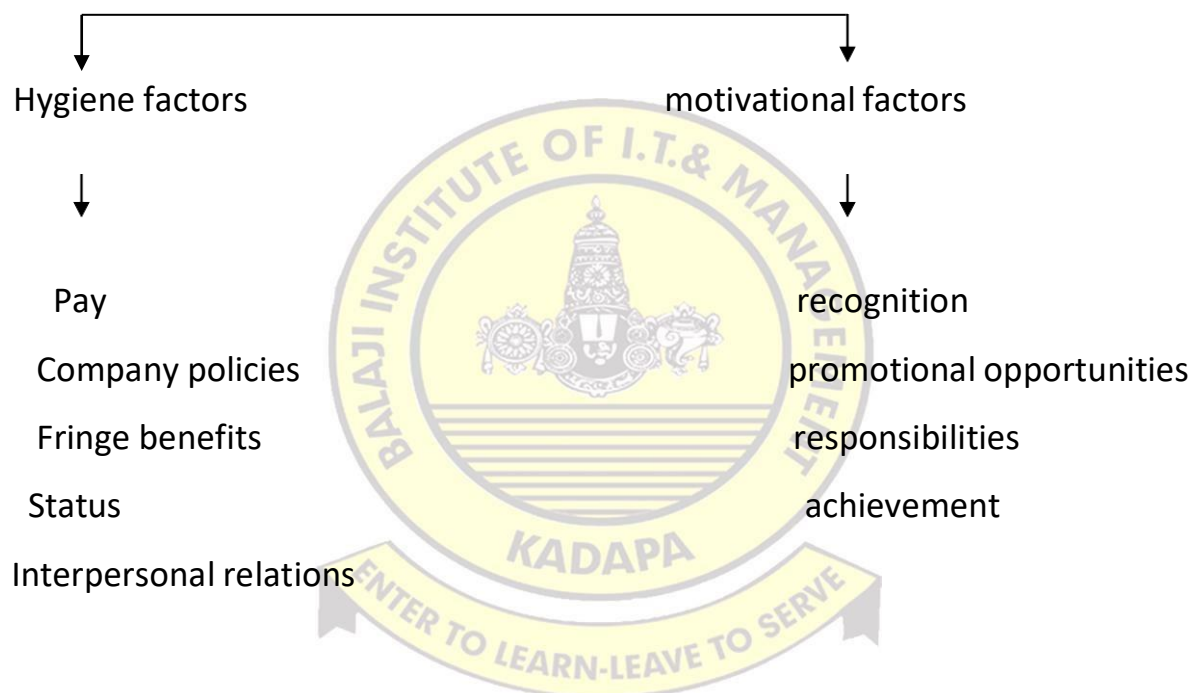 Hygiene factors motivational factors
BALAJI INSTITUTE OF I.T.& MANAGEMENT
Pay recognition
Company policies promotional opportunities
Fringe benefits responsibilities
Status achievement
KADAPA
Interpersonal relations
ENTER TO LEARN-LEAVE TO SERVE